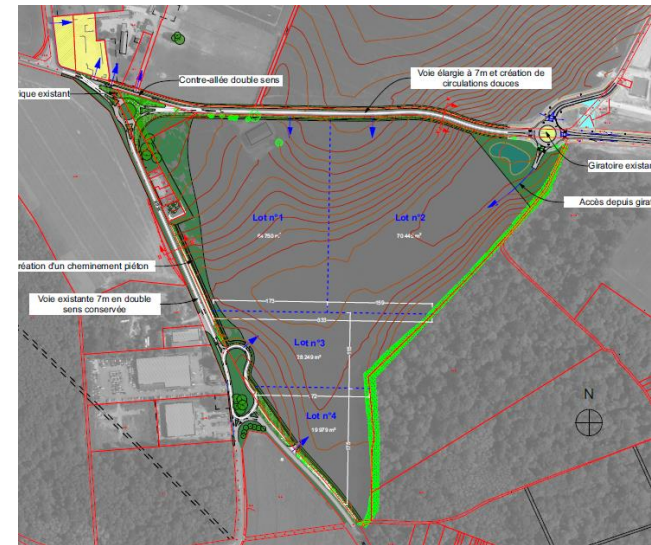 Contre-allée double sens
Voie élargie à 7m et création de
circulations douces
rique existant
Giratoire existan
Accès depuis girat
Lot n°1
Lot n°2
réation d'un cheminement piéton
Voie existante 7m en double
sens conservée
Lot n°3
Lot n°4
N